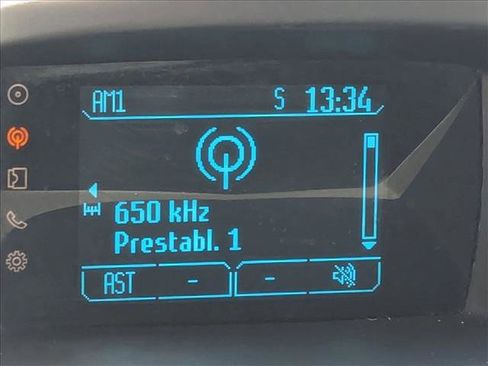 AM1 S 13:34
650 kHz
Prestabl. 1
AST - -